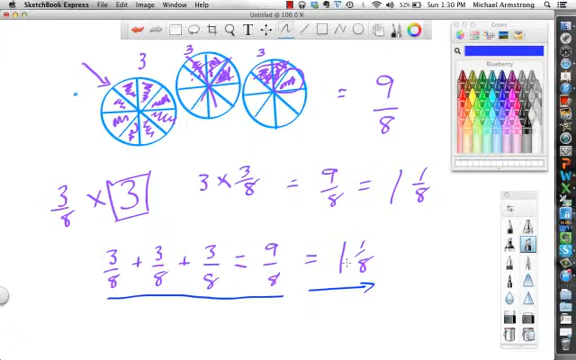 SketchBook Express File Edit Image Window Help 52% Sun 1:30 PM Michael Armstrong
Untitled @ 100.0 %
Colors
Blueberry
3 3 3
= 9/8
3/8 × 3 3 × 3/8 = 9/8 = 1 1/8
3/8 + 3/8 + 3/8 = 9/8 = 1 1/8